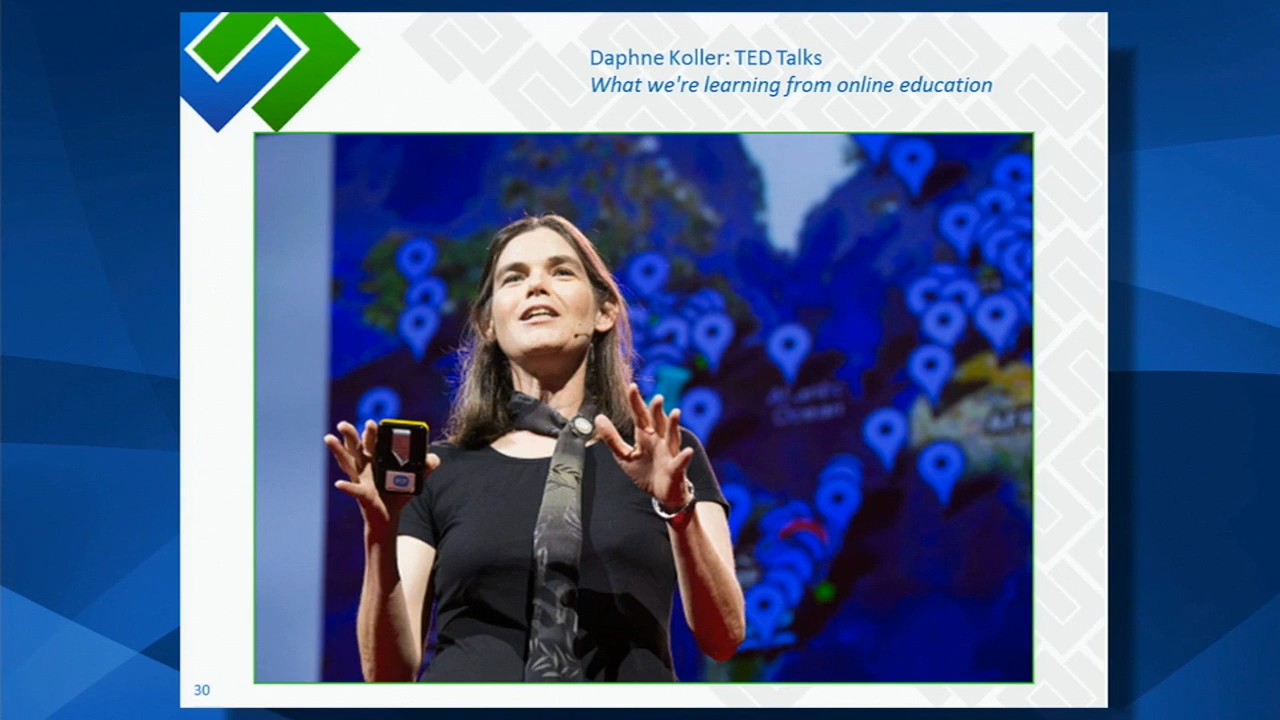 Daphne Koller: TED Talks
What we're learning from online education
Atlantic
Ocean
30